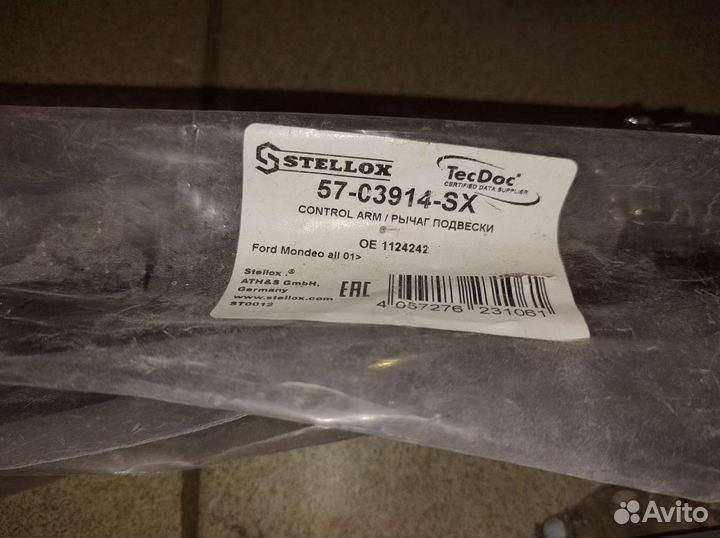 STELLOX
TecDoc®
CERTIFIED DATA SUPPLIER
57-03914-SX
CONTROL ARM / РЫЧАГ ПОДВЕСКИ
OE 1124242
Ford Mondeo all 01>
Stellox .®
ATH&S GmbH,
Germany
www.stellox.com
ST0012
EAC
4 057276 231061
Avito